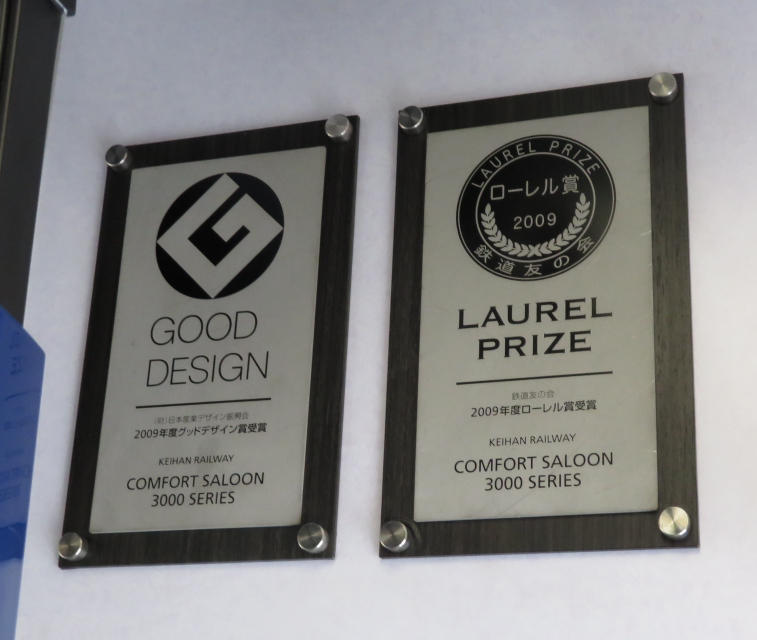 GOOD
DESIGN
(財)日本産業デザイン振興会
2009年度グッドデザイン賞受賞
KEIHAN RAILWAY
COMFORT SALOON
3000 SERIES
LAUREL PRIZE
ローレル賞
2009
鉄道友の会
LAUREL
PRIZE
鉄道友の会
2009年度ローレル賞受賞
KEIHAN RAILWAY
COMFORT SALOON
3000 SERIES